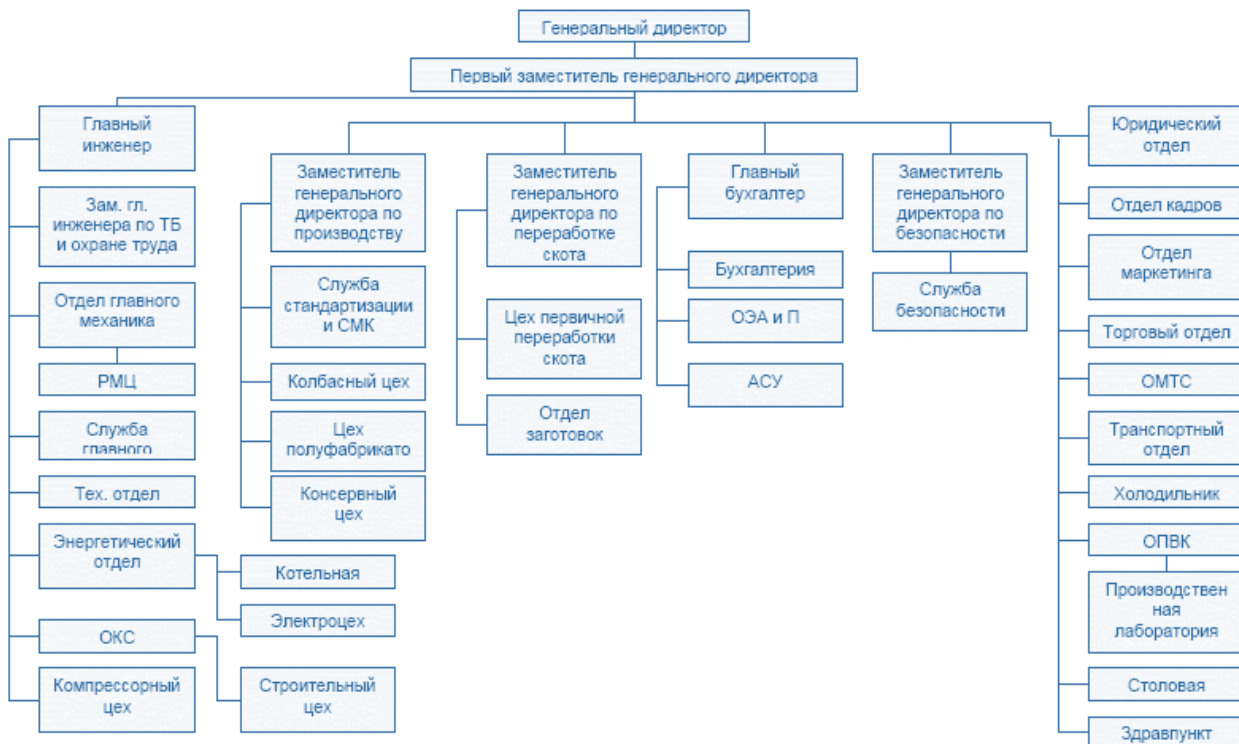 Генеральный директор
Первый заместитель генерального директора
Главный
инженер
Зам. гл.
инженера по ТБ
и охране труда
Отдел главного
механика
РМЦ
Служба
главного
Тех. отдел
Энергетический
отдел
Котельная
Электроцех
ОКС
Строительный
цех
Компрессорный
цех
Заместитель
генерального
директора по
производству
Служба
стандартизации
и СМК
Колбасный цех
Цех
полуфабрикато
Консервный
цех
Заместитель
генерального
директора по
переработке
скота
Цех первичной
переработки
скота
Отдел
заготовок
Главный
бухгалтер
Бухгалтерия
ОЭА и П
АСУ
Заместитель
генерального
директора по
безопасности
Служба
безопасности
Юридический
отдел
Отдел кадров
Отдел
маркетинга
Торговый отдел
ОМТС
Транспортный
отдел
Холодильник
ОПВК
Производствен
ная
лаборатория
Столовая
Здравпункт